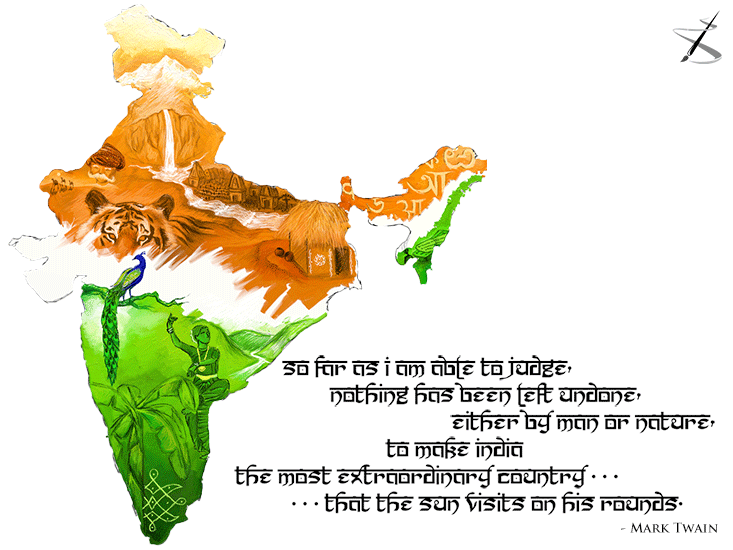 so far as i am able to judge,
nothing has been left undone,
either by man or nature,
to make india
the most extraordinary country . . .
. . . that the sun visits on his rounds.
- Mark Twain